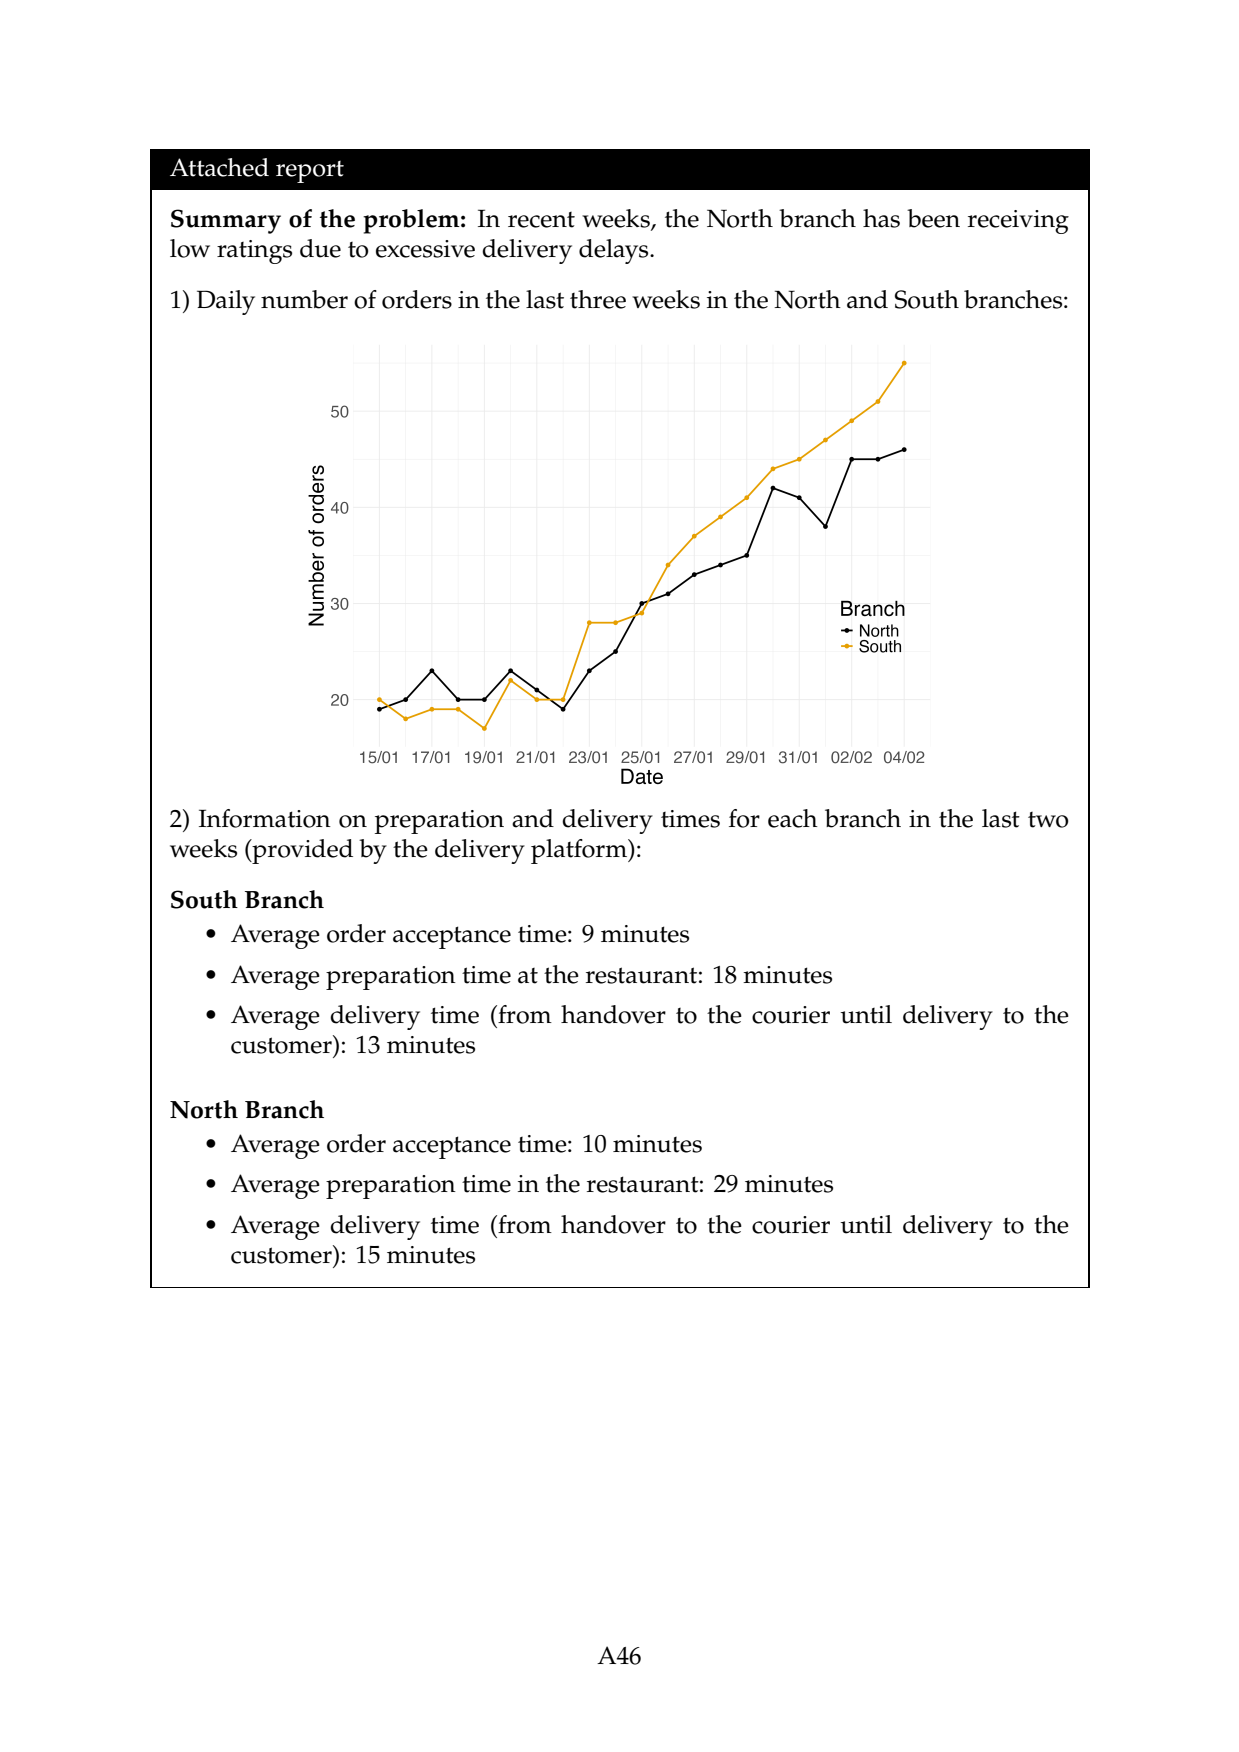 Attached report
Summary of the problem: In recent weeks, the North branch has been receiving
low ratings due to excessive delivery delays.
1) Daily number of orders in the last three weeks in the North and South branches:
50
40
30
20
Number of orders
Branch
North
South
15/01 17/01 19/01 21/01 23/01 25/01 27/01 29/01 31/01 02/02 04/02
Date
2) Information on preparation and delivery times for each branch in the last two
weeks (provided by the delivery platform):
South Branch
• Average order acceptance time: 9 minutes
• Average preparation time at the restaurant: 18 minutes
• Average delivery time (from handover to the courier until delivery to the
customer): 13 minutes
North Branch
• Average order acceptance time: 10 minutes
• Average preparation time in the restaurant: 29 minutes
• Average delivery time (from handover to the courier until delivery to the
customer): 15 minutes
A46